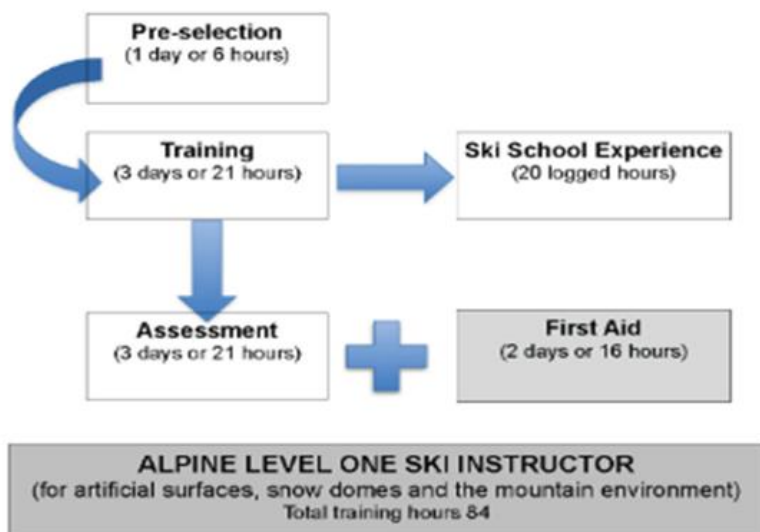 Pre-selection
(1 day or 6 hours)
Training
(3 days or 21 hours)
Ski School Experience
(20 logged hours)
Assessment
(3 days or 21 hours)
First Aid
(2 days or 16 hours)
ALPINE LEVEL ONE SKI INSTRUCTOR
(for artificial surfaces, snow domes and the mountain environment)
Total training hours 84